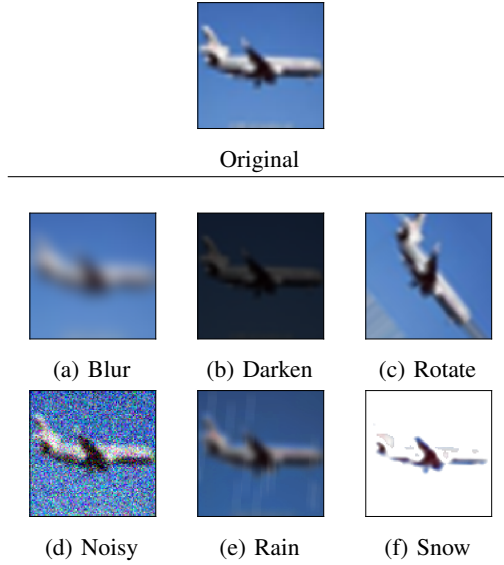 Original
(a) Blur
(b) Darken
(c) Rotate
(d) Noisy
(e) Rain
(f) Snow